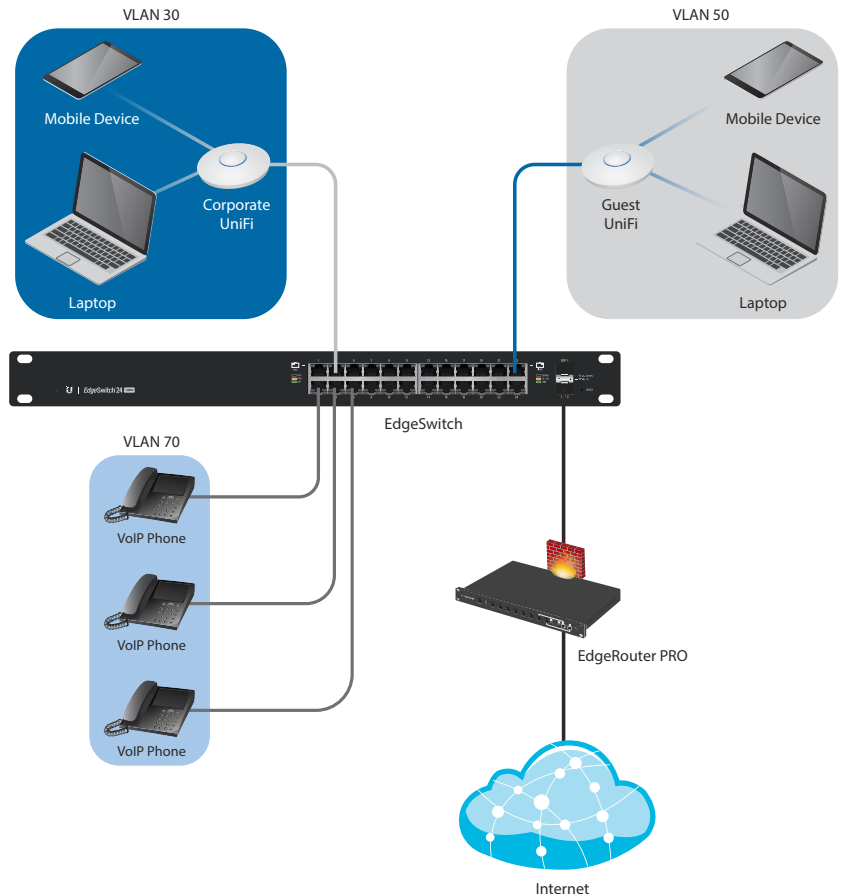 VLAN 30
VLAN 50
Mobile Device
Mobile Device
Corporate
UniFi
Guest
UniFi
Laptop
Laptop
EdgeSwitch 24
EdgeSwitch
VLAN 70
VoIP Phone
VoIP Phone
VoIP Phone
EdgeRouter PRO
Internet